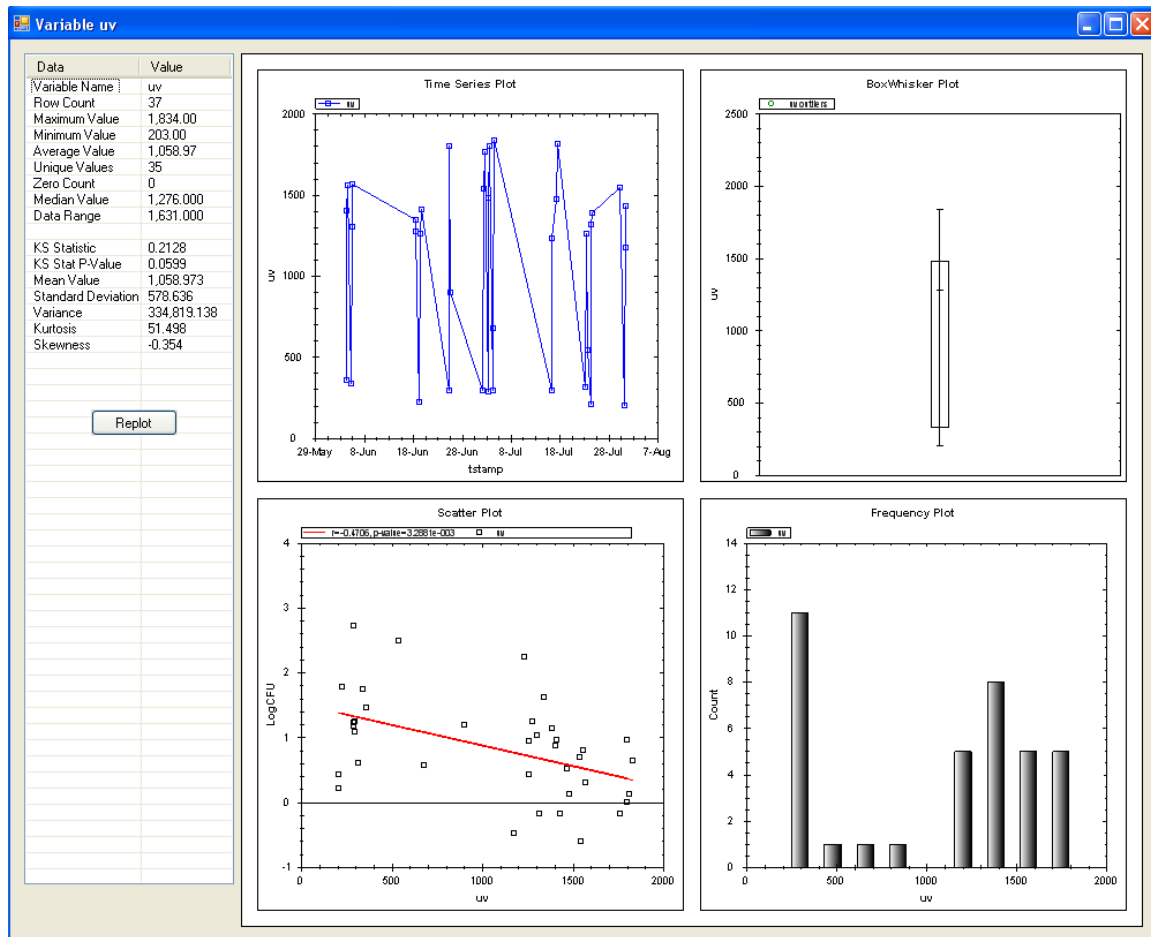 Variable uv
Data Value
Variable Name uv
Row Count 37
Maximum Value 1,834.00
Minimum Value 203.00
Average Value 1,058.97
Unique Values 35
Zero Count 0
Median Value 1,276.000
Data Range 1,631.000
KS Statistic 0.2128
KS Stat P-Value 0.0599
Mean Value 1,058.973
Standard Deviation 578.636
Variance 334,819.138
Kurtosis 51.498
Skewness -0.354
Replot
Time Series Plot
uv
2000
1500
1000
500
0
uv
29-May 8-Jun 18-Jun 28-Jun 8-Jul 18-Jul 28-Jul 7-Aug
tstamp
BoxWhisker Plot
uv outliers
2500
2000
1500
1000
500
0
uv
Scatter Plot
r=-0.4706, p-value=3.2881e-003 uv
4
3
2
1
0
-1
LogCFU
0 500 1000 1500 2000
uv
Frequency Plot
uv
14
12
10
8
6
4
2
0
Count
0 500 1000 1500 2000
uv